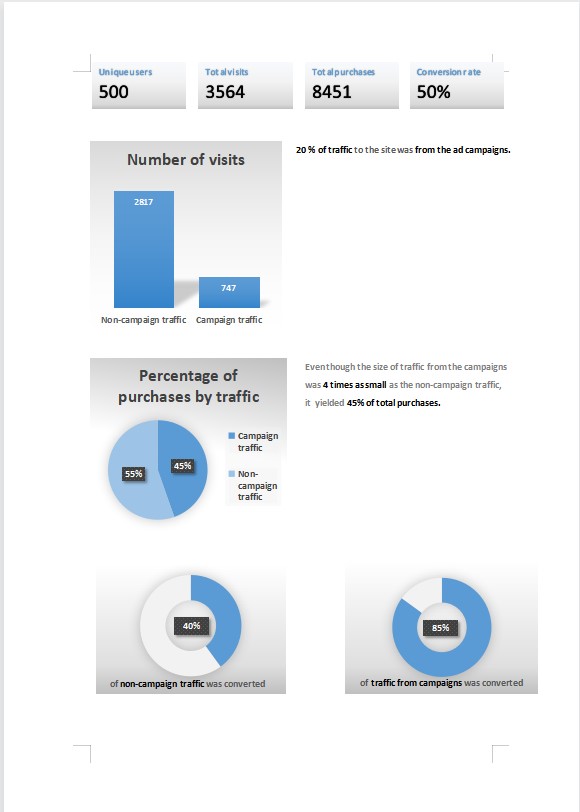 Unique users
500
Total visits
3564
Total purchases
8451
Conversion rate
50%
Number of visits
2817
747
Non-campaign traffic
Campaign traffic
20 % of traffic to the site was from the ad campaigns.
Percentage of
purchases by traffic
55%
45%
Campaign
traffic
Non-
campaign
traffic
Even though the size of traffic from the campaigns
was 4 times as small as the non-campaign traffic,
it yielded 45% of total purchases.
40%
of non-campaign traffic was converted
85%
of traffic from campaigns was converted